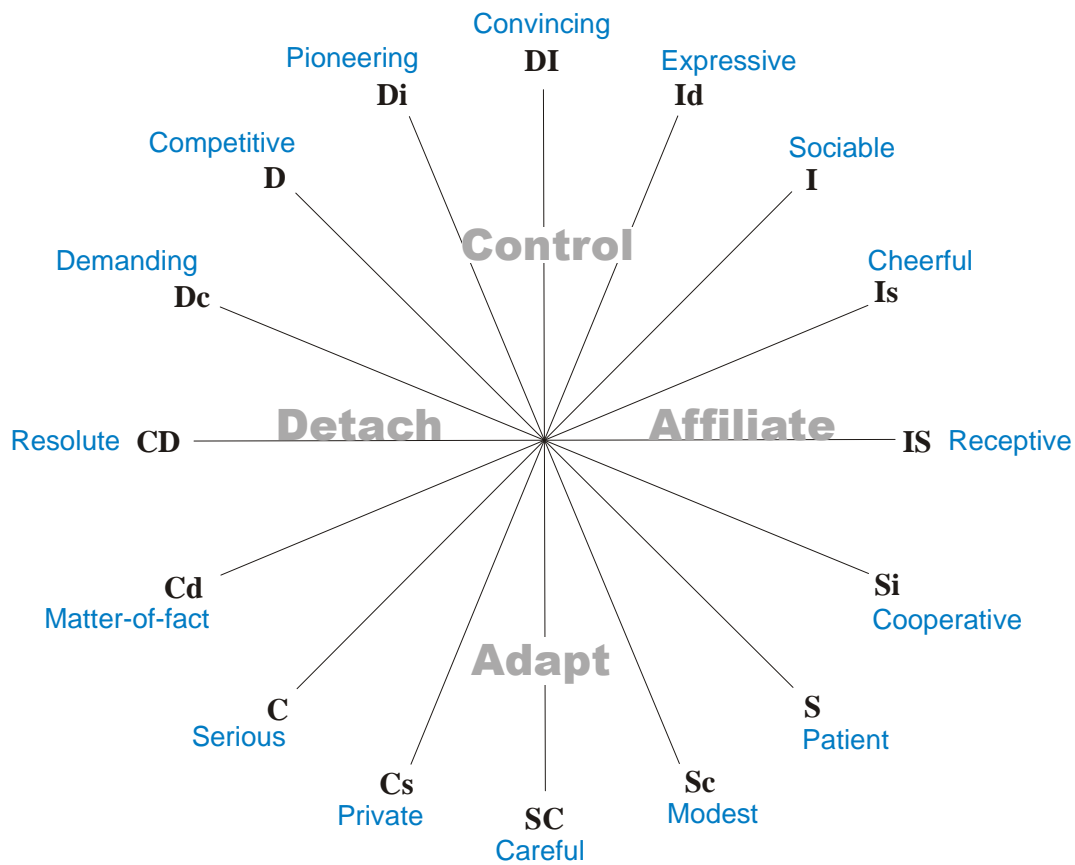 Convincing
DI
Pioneering
Di
Expressive
Id
Competitive
D
Sociable
I
Control
Demanding
Dc
Cheerful
Is
Detach
Affiliate
Resolute CD
IS Receptive
Cd
Matter-of-fact
Si
Cooperative
Adapt
C
Serious
S
Patient
Cs
Private
Sc
Modest
SC
Careful